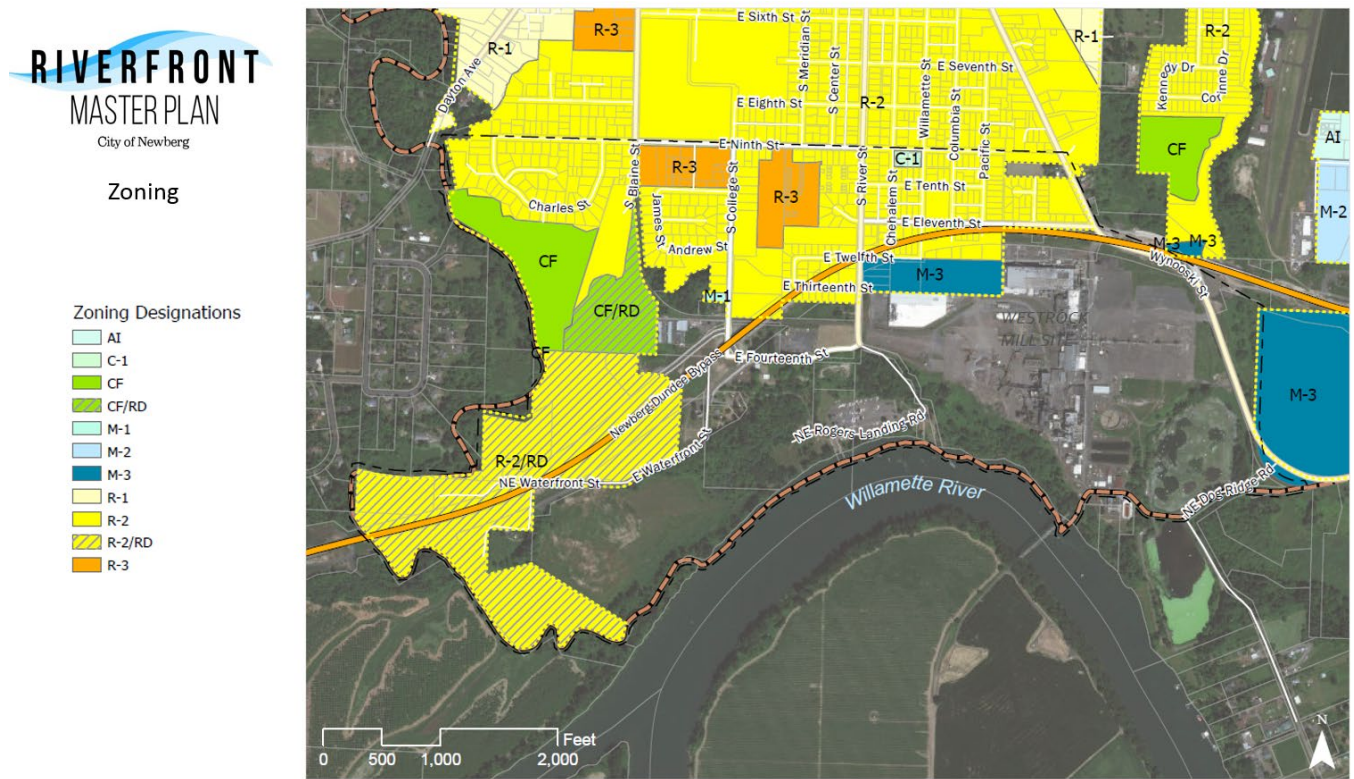 RIVERFRONT
MASTER PLAN
City of Newberg
Zoning
Zoning Designations
AI
C-1
CF
CF/RD
M-1
M-2
M-3
R-1
R-2
R-2/RD
R-3
E Sixth St
R-1
R-3
R-1
R-2
Dayton Ave
S Meridian St
S Center St
E Seventh St
Kennedy Dr
E Eighth St
R-2
Willamette St
Columbia St
Pacific St
AI
E Ninth St
CF
S Blaine St
R-3
S College St
R-3
S River St
C-1
Chehalem St
E Tenth St
M-2
Charles St
James St
E Eleventh St
Andrew St
M-3
M-3
CF
E Twelfth St
Wynooski St
M-3
E Thirteenth St
M-1
CF/RD
WESTROCK
MILL SITE
CF
E Fourteenth St
Newberg-Dundee Bypass
M-3
NE Rogers Landing Rd
E Waterfront St
R-2/RD
NE Waterfront St
Willamette River
NE Dog Ridge Rd
N
Feet
0 500 1,000 2,000